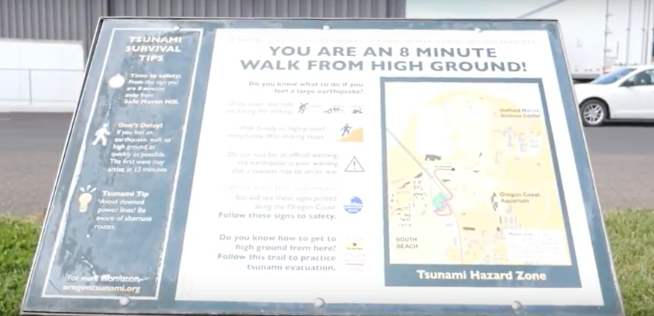 TSUNAMI
SURVIVAL
TIPS
Time to safety:
From this sign you
are 8 minutes
away from
Safe Haven Hill.
Don't Delay!
If you feel an
earthquake, walk to
high ground as
quickly as possible.
The first wave may
arrive in 15 minutes.
Tsunami Tip
Avoid downed
power lines! Be
aware of alternate
routes.
For more information:
oregontsunami.org
YOU ARE AN 8 MINUTE
WALK FROM HIGH GROUND!
Do you know what to do if you
feel a large earthquake?
Drop, cover, and hold
on during the shaking.
Walk briskly to high ground
immediately after shaking stops.
Do not wait for an official warning,
the earthquake is your warning
and a tsunami may be on its way.
You will see these signs posted
along the Oregon Coast.
Follow these signs to safety.
Do you know how to get to
high ground from here?
Follow this trail to practice
tsunami evacuation.
Hatfield Marine
Science Center
Oregon Coast
Aquarium
SOUTH
BEACH
Tsunami Hazard Zone